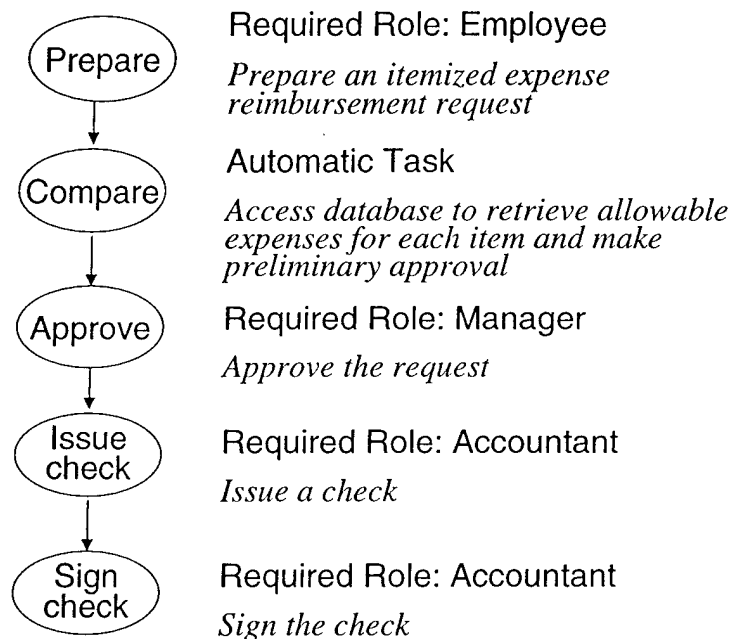 Prepare
Required Role: Employee
Prepare an itemized expense
reimbursement request
Compare
Automatic Task
Access database to retrieve allowable
expenses for each item and make
preliminary approval
Approve
Required Role: Manager
Approve the request
Issue
check
Required Role: Accountant
Issue a check
Sign
check
Required Role: Accountant
Sign the check